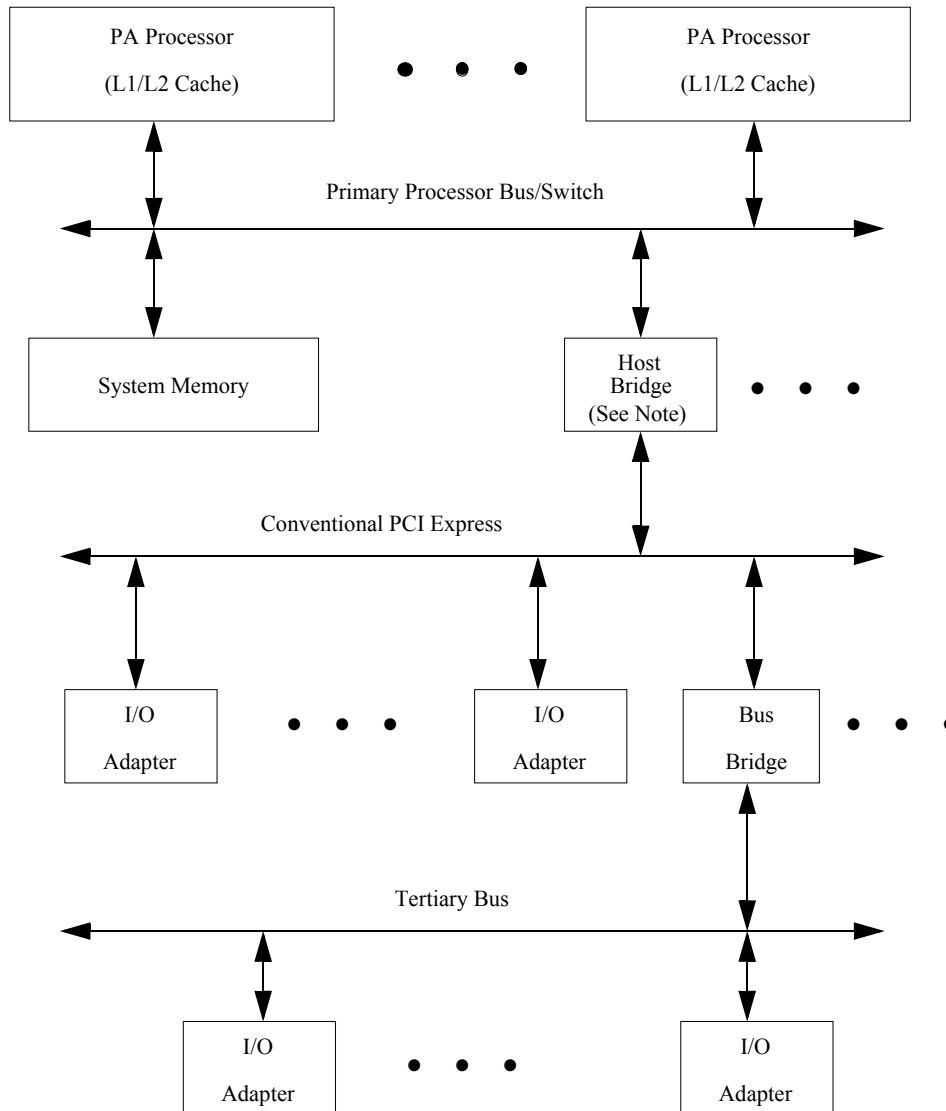 PA Processor
(L1/L2 Cache)
PA Processor
(L1/L2 Cache)
Primary Processor Bus/Switch
System Memory
Host
Bridge
(See Note)
Conventional PCI Express
I/O
Adapter
I/O
Adapter
Bus
Bridge
Tertiary Bus
I/O
Adapter
I/O
Adapter